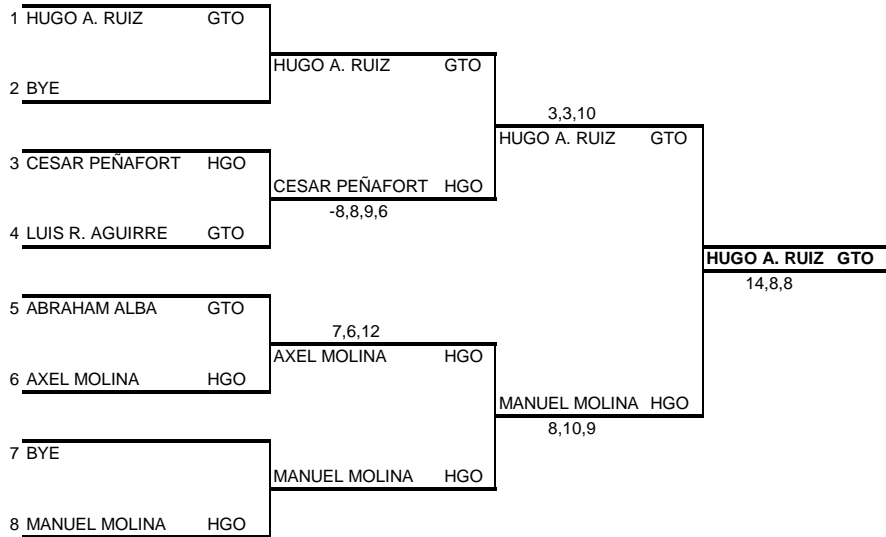 1 HUGO A. RUIZ GTO
HUGO A. RUIZ GTO
2 BYE
3,3,10
HUGO A. RUIZ GTO
3 CESAR PEÑAFORT HGO
CESAR PEÑAFORT HGO
-8,8,9,6
4 LUIS R. AGUIRRE GTO
HUGO A. RUIZ GTO
14,8,8
5 ABRAHAM ALBA GTO
7,6,12
AXEL MOLINA HGO
6 AXEL MOLINA HGO
MANUEL MOLINA HGO
8,10,9
7 BYE
MANUEL MOLINA HGO
8 MANUEL MOLINA HGO